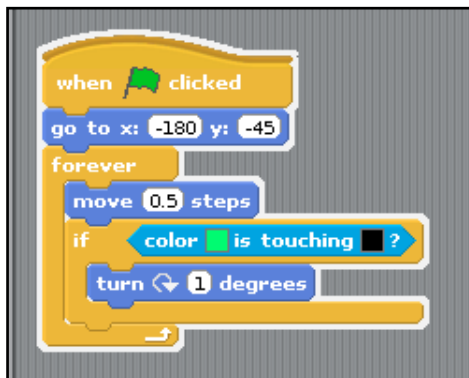 when clicked
go to x: -180 y: -45
forever
move 0.5 steps
if color is touching ?
turn 1 degrees